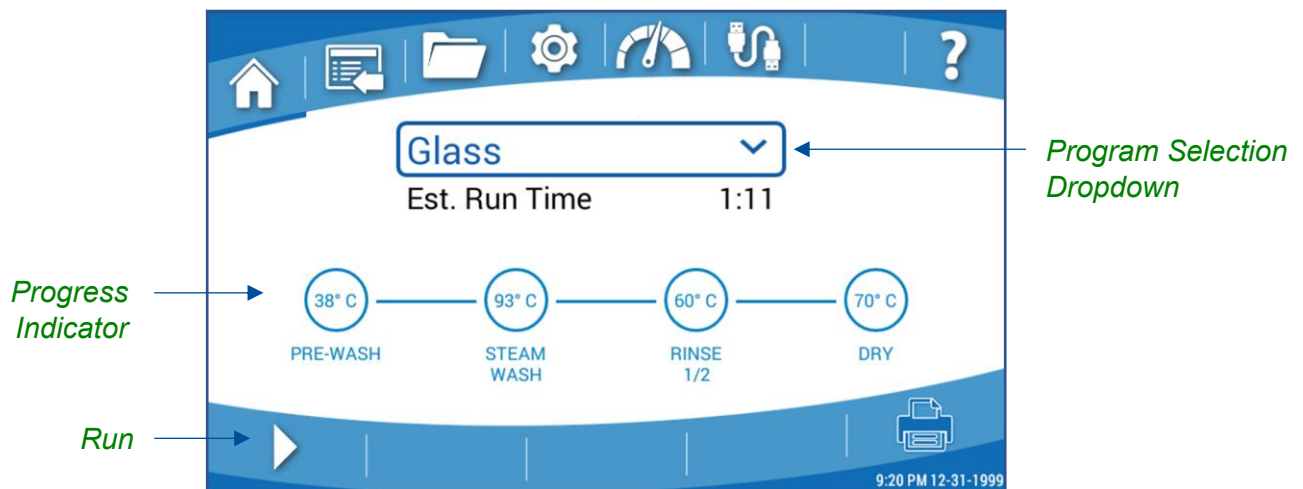 ?
Glass
Est. Run Time 1:11
Program Selection
Dropdown
Progress
Indicator
38° C
93° C
60° C
70° C
PRE-WASH
STEAM
WASH
RINSE
1/2
DRY
Run
9:20 PM 12-31-1999